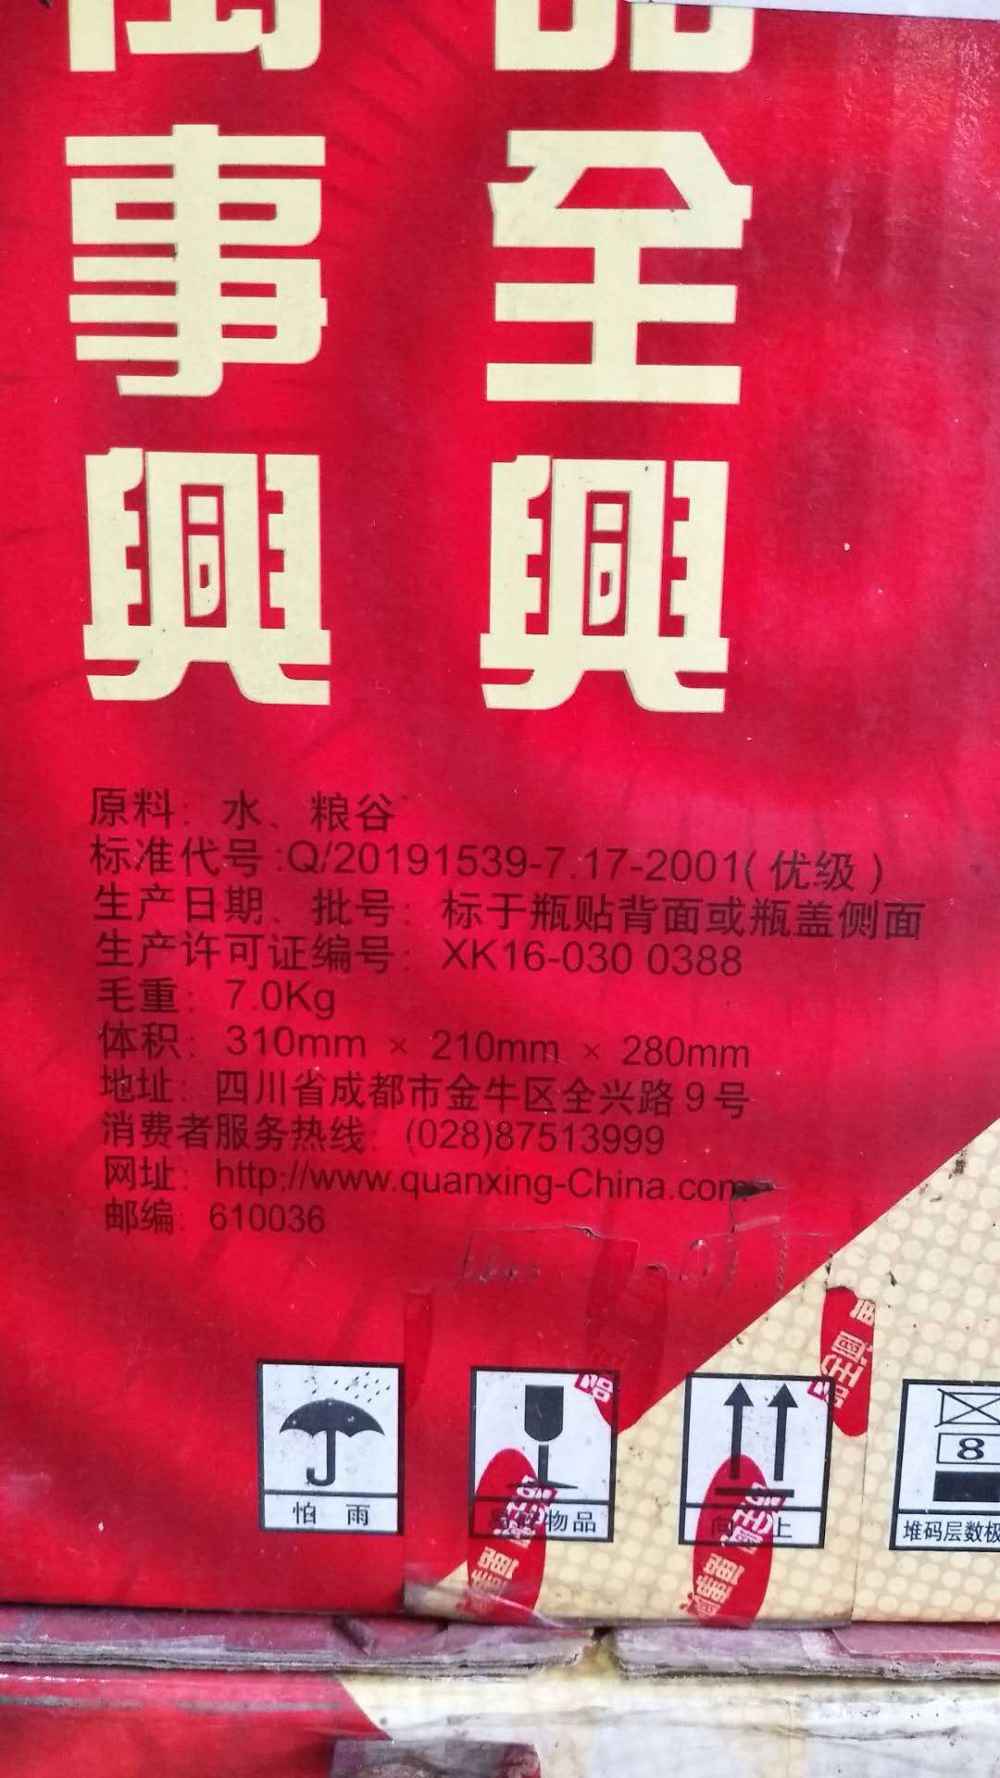 品全興
萬事興
原料：水、粮谷
标准代号:Q/20191539-7.17-2001(优级)
生产日期、批号：标于瓶贴背面或瓶盖侧面
生产许可证编号：XK16-030 0388
毛重：7.0Kg
体积：310mm × 210mm × 280mm
地址：四川省成都市金牛区全兴路9号
消费者服务热线：(028)87513999
网址：http://www.quanxing-China.com
邮编：610036
怕 雨
物品
向 上
8
堆码层数极